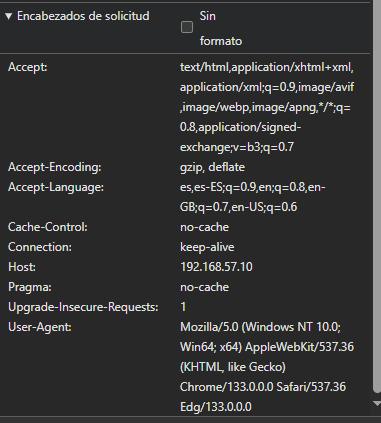 ▼ Encabezados de solicitud
Sin
formato
Accept: text/html,application/xhtml+xml,
application/xml;q=0.9,image/avif
,image/webp,image/apng,*/*;q=
0.8,application/signed-
exchange;v=b3;q=0.7
Accept-Encoding: gzip, deflate
Accept-Language: es,es-ES;q=0.9,en;q=0.8,en-
GB;q=0.7,en-US;q=0.6
Cache-Control: no-cache
Connection: keep-alive
Host: 192.168.57.10
Pragma: no-cache
Upgrade-Insecure-Requests: 1
User-Agent: Mozilla/5.0 (Windows NT 10.0;
Win64; x64) AppleWebKit/537.36
(KHTML, like Gecko)
Chrome/133.0.0.0 Safari/537.36
Edg/133.0.0.0